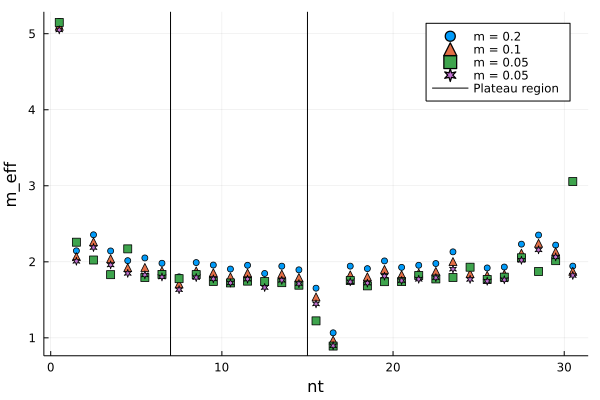 5
4
3
2
1
m_eff
m = 0.2
m = 0.1
m = 0.05
m = 0.05
Plateau region
0
10
20
30
nt